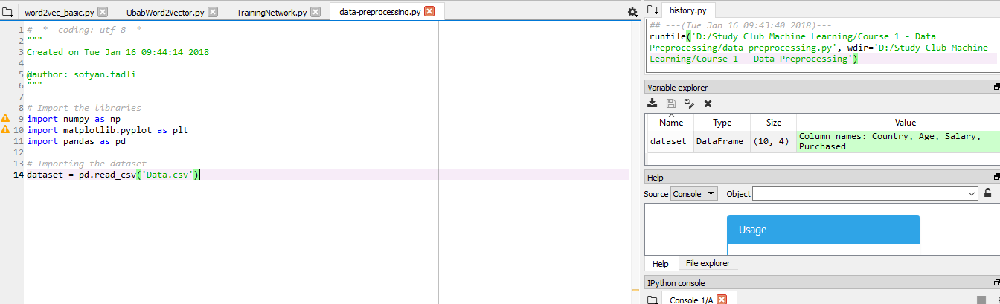 word2vec_basic.py
UbabWord2Vector.py
TrainingNetwork.py
data-preprocessing.py
1 # -*- coding: utf-8 -*-
2 """
3 Created on Tue Jan 16 09:44:14 2018
4
5 @author: sofyan.fadli
6 """
7
8 # Import the libraries
9 import numpy as np
10 import matplotlib.pyplot as plt
11 import pandas as pd
12
13 # Importing the dataset
14 dataset = pd.read_csv('Data.csv')
history.py
## ---(Tue Jan 16 09:43:40 2018)---
runfile('D:/Study Club Machine Learning/Course 1 - Data
Preprocessing/data-preprocessing.py', wdir='D:/Study Club Machine
Learning/Course 1 - Data Preprocessing')
Variable explorer
Name Type Size Value
dataset DataFrame (10, 4) Column names: Country, Age, Salary,
Purchased
Help
Source Console Object
Usage
Help File explorer
IPython console
Console 1/A